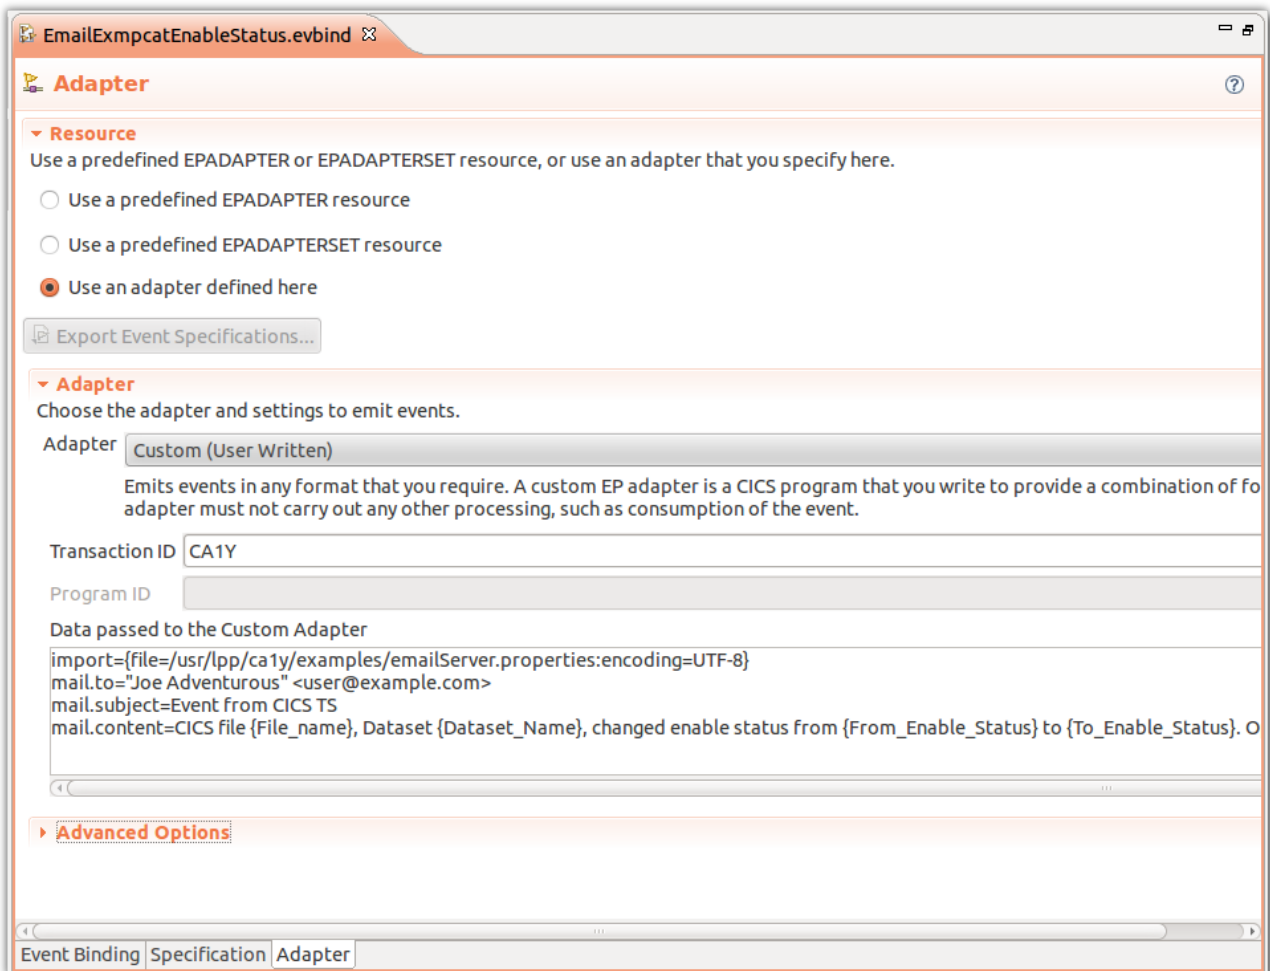 EmailExmpcatEnableStatus.evbind
Adapter
Resource
Use a predefined EPADAPTER or EPADAPTERSET resource, or use an adapter that you specify here.
Use a predefined EPADAPTER resource
Use a predefined EPADAPTERSET resource
Use an adapter defined here
Export Event Specifications...
Adapter
Choose the adapter and settings to emit events.
Adapter Custom (User Written)
Emits events in any format that you require. A custom EP adapter is a CICS program that you write to provide a combination of fo
adapter must not carry out any other processing, such as consumption of the event.
Transaction ID CA1Y
Program ID
Data passed to the Custom Adapter
import={file=/usr/lpp/ca1y/examples/emailServer.properties:encoding=UTF-8}
mail.to="Joe Adventurous" <user@example.com>
mail.subject=Event from CICS TS
mail.content=CICS file {File_name}, Dataset {Dataset_Name}, changed enable status from {From_Enable_Status} to {To_Enable_Status}. O
Advanced Options
Event Binding Specification Adapter